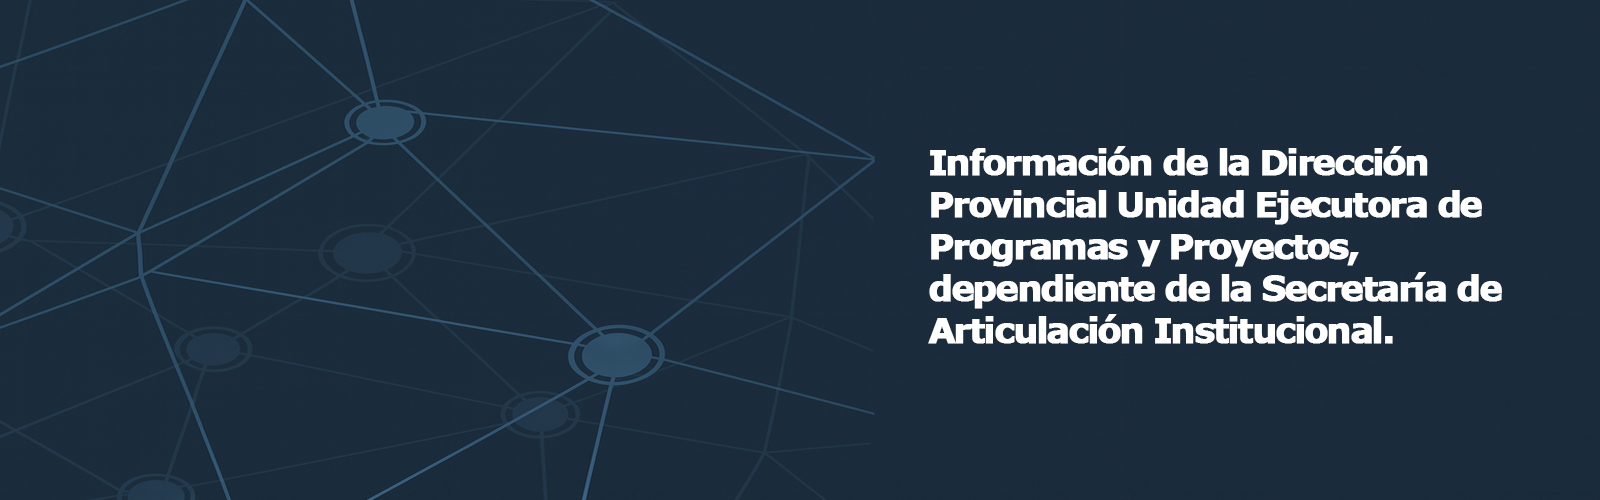 Información de la Dirección
Provincial Unidad Ejecutora de
Programas y Proyectos,
dependiente de la Secretaría de
Articulación Institucional.